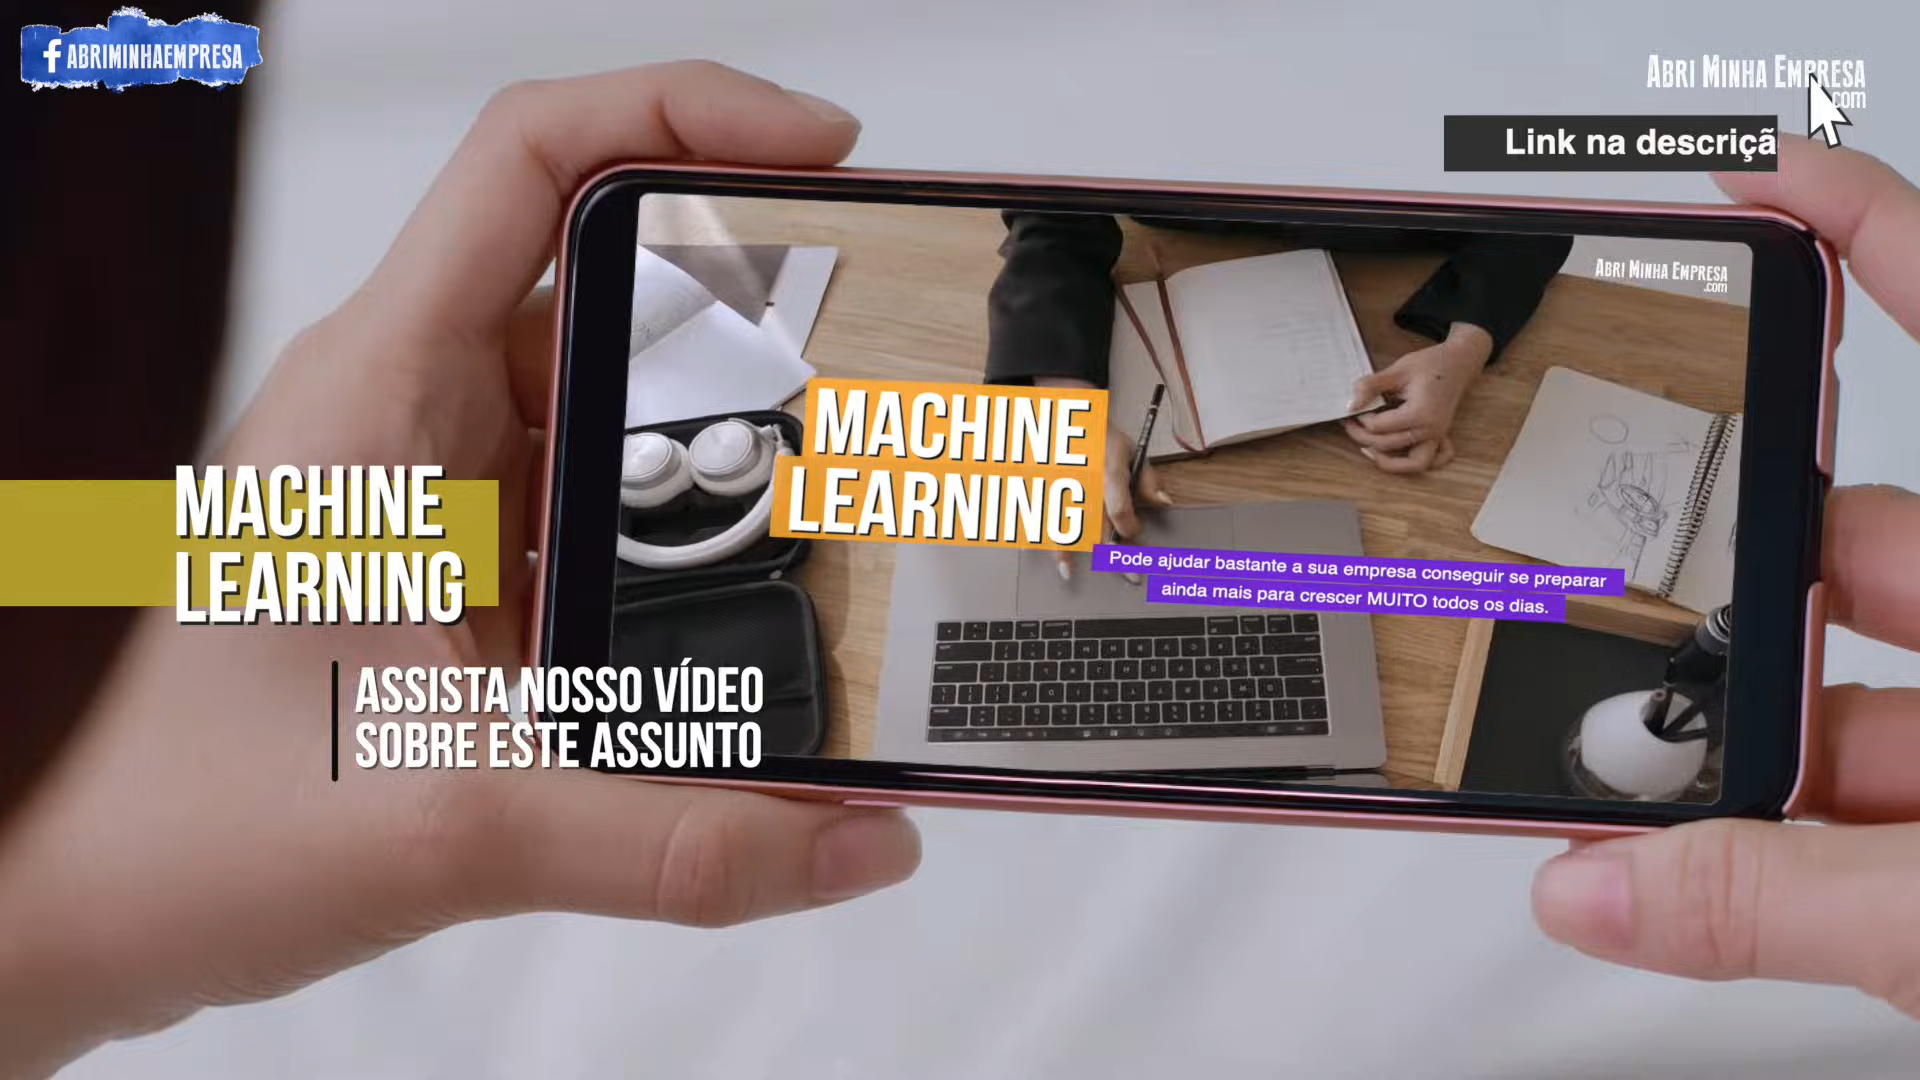 ABRIMINHAEMPRESA
ABRI MINHA EMPRESA
.com
Link na descriçã
ABRI MINHA EMPRESA
.com
MACHINE
LEARNING
Pode ajudar bastante a sua empresa conseguir se preparar
ainda mais para crescer MUITO todos os dias.
MACHINE
LEARNING
ASSISTA NOSSO VÍDEO
SOBRE ESTE ASSUNTO